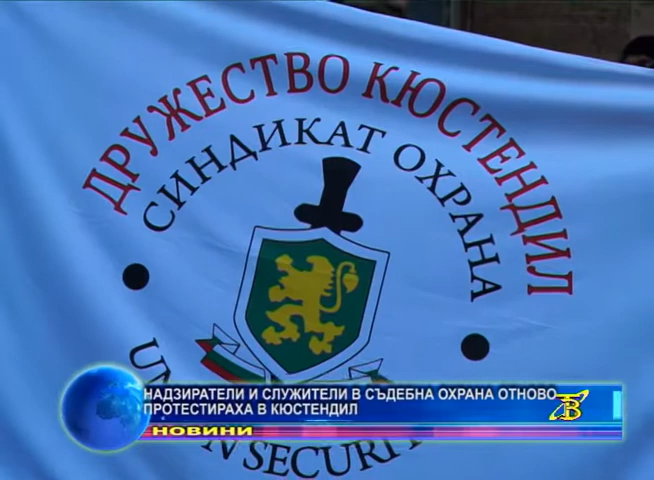 ДРУЖЕСТВО КЮСТЕНДИЛ
СИНДИКАТ ОХРАНА
НАДЗИРАТЕЛИ И СЛУЖИТЕЛИ В СЪДЕБНА ОХРАНА ОТНОВО
ПРОТЕСТИРАХА В КЮСТЕНДИЛ
НОВИНИ